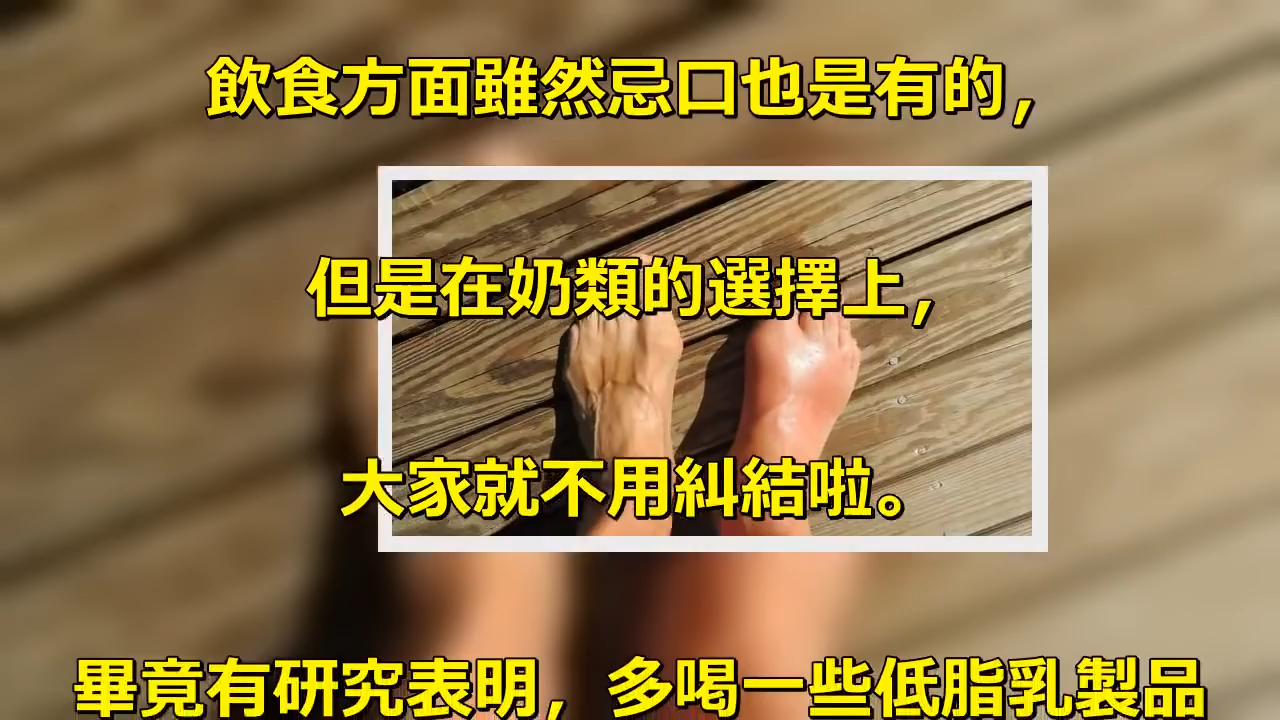 飲食方面雖然忌口也是有的，
但是在奶類的選擇上，
大家就不用糾結啦。
畢竟有研究表明，多喝一些低脂乳製品